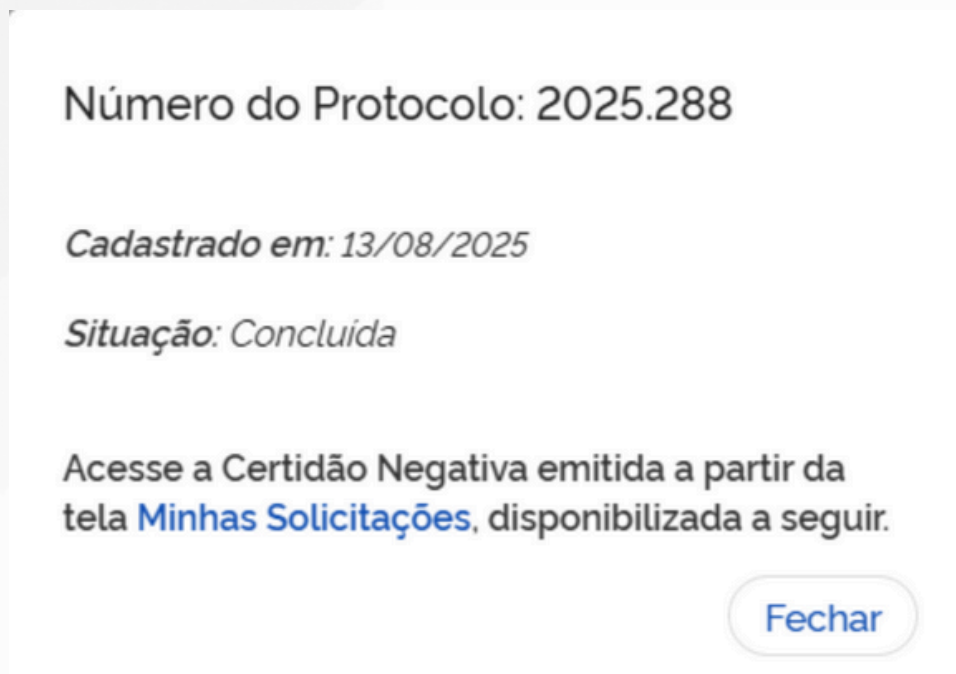 Número do Protocolo: 2025.288
Cadastrado em: 13/08/2025
Situação: Concluída
Acesse a Certidão Negativa emitida a partir da
tela Minhas Solicitações, disponibilizada a seguir.
Fechar